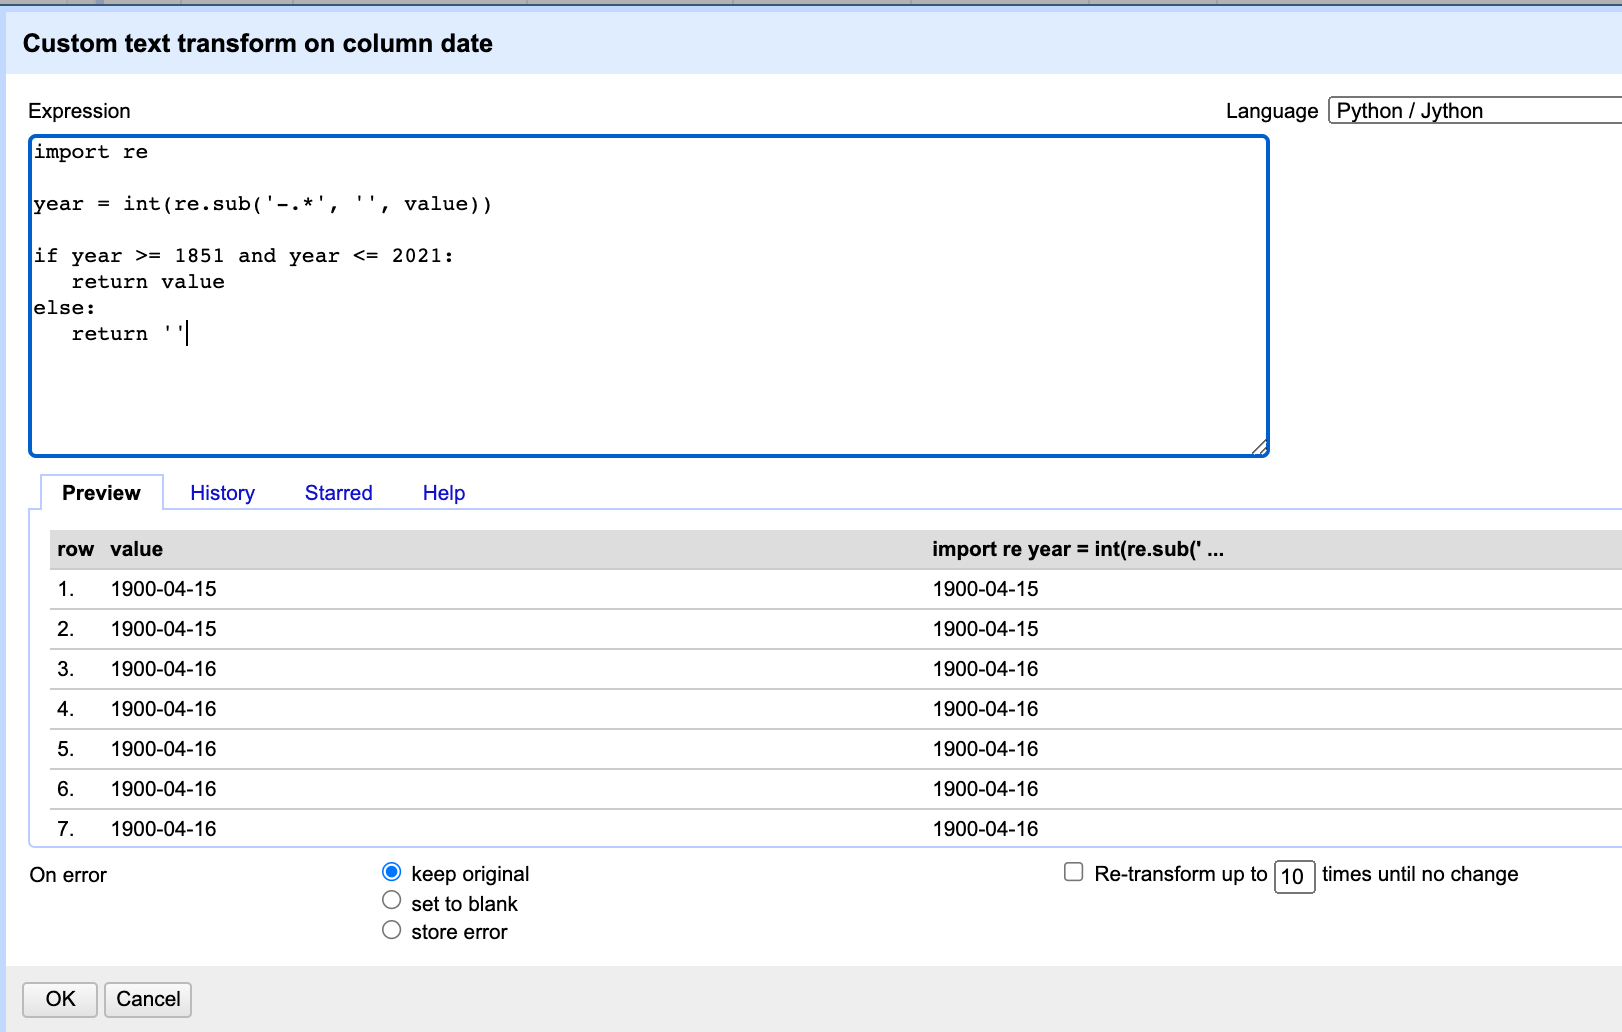 Custom text transform on column date
Expression
Language Python / Jython
import re
year = int(re.sub('-.*', '', value))
if year >= 1851 and year <= 2021:
   return value
else:
   return ''
Preview History Starred Help
row value import re year = int(re.sub(' ...
1. 1900-04-15 1900-04-15
2. 1900-04-15 1900-04-15
3. 1900-04-16 1900-04-16
4. 1900-04-16 1900-04-16
5. 1900-04-16 1900-04-16
6. 1900-04-16 1900-04-16
7. 1900-04-16 1900-04-16
On error keep original Re-transform up to 10 times until no change
set to blank
store error
OK Cancel